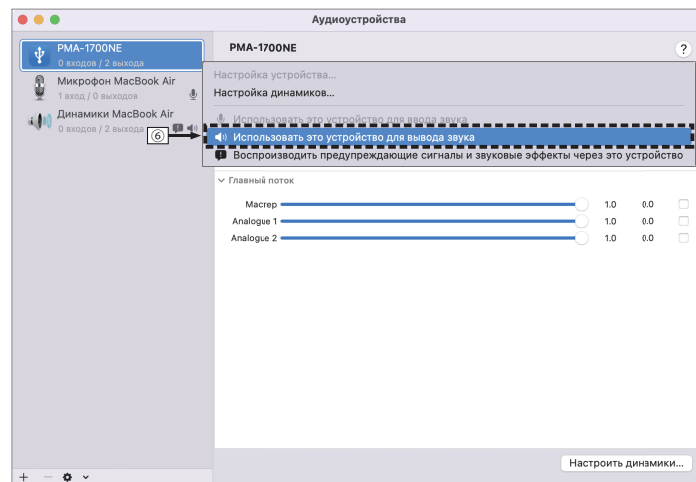 Аудиоустройства
PMA-1700NE
0 входов / 2 выхода
Микрофон MacBook Air
1 вход / 0 выходов
Динамики MacBook Air
0 входов / 2 выхода
PMA-1700NE
?
Настройка устройства...
Настройка динамиков...
Использовать это устройство для ввода звука
⑥
Использовать это устройство для вывода звука
Воспроизводить предупреждающие сигналы и звуковые эффекты через это устройство
Главный поток
Мастер 1.0 0.0
Analogue 1 1.0 0.0
Analogue 2 1.0 0.0
Настроить динамики...